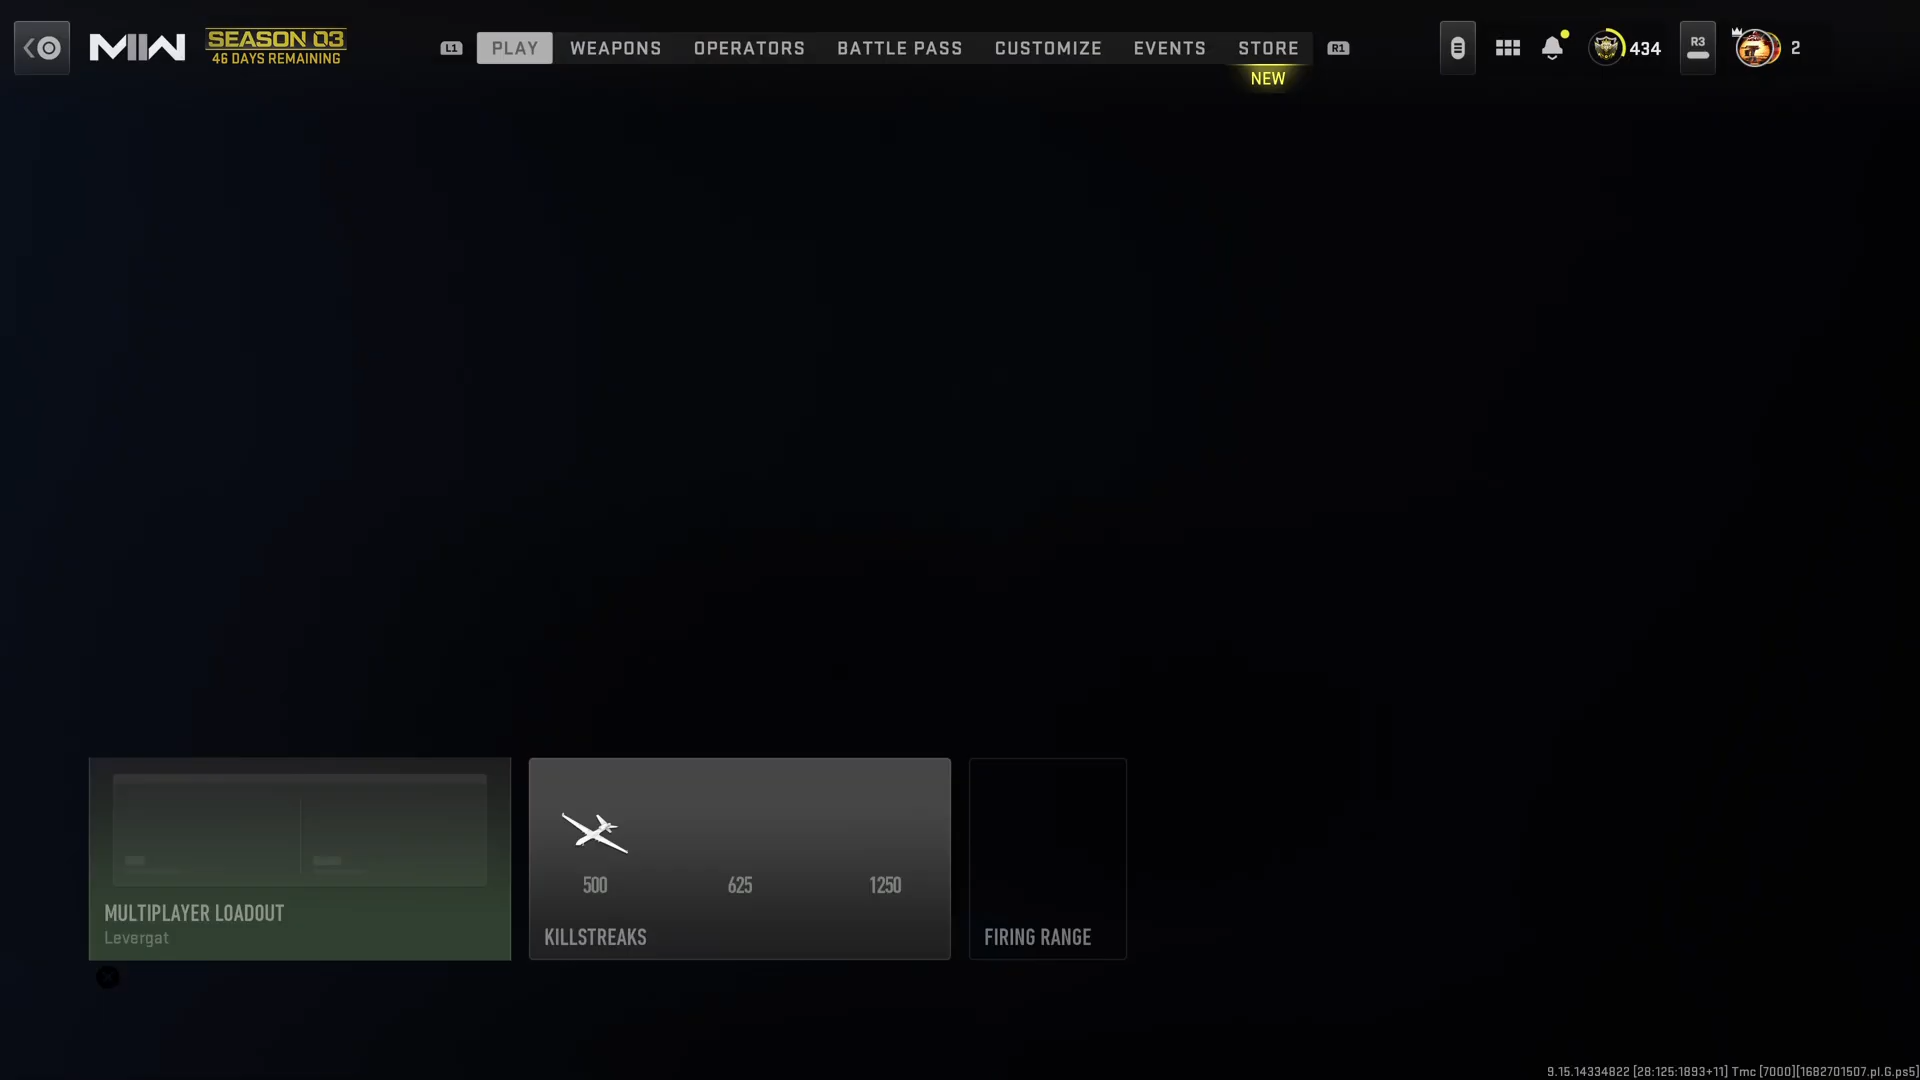 MWII SEASON 03
46 DAYS REMAINING
L1 PLAY WEAPONS OPERATORS BATTLE PASS CUSTOMIZE EVENTS STORE R1
NEW
434
R3
2
500 625 1250
MULTIPLAYER LOADOUT
Levergat
KILLSTREAKS
FIRING RANGE
9.15.14334822 [28:125:1893+11] Tmc [7000][1682701507.pl.G.ps5]